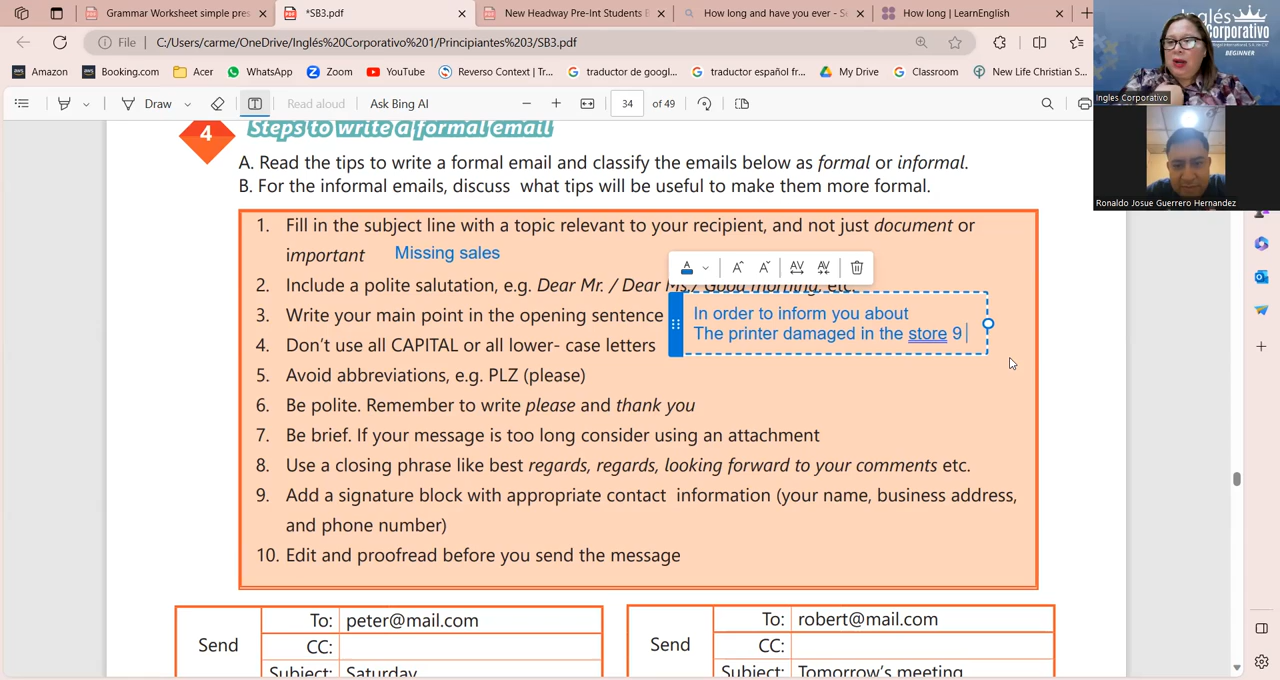 Grammar Worksheet simple pres
*SB3.pdf
New Headway Pre-Int Students B
How long and have you ever - Se
How long | LearnEnglish
File
C:/Users/carme/OneDrive/Inglés%20Corporativo%201/Principiantes%203/SB3.pdf
Amazon
Booking.com
Acer
WhatsApp
Zoom
YouTube
Reverso Context | Tr...
traductor de googl...
traductor español fr...
My Drive
Classroom
New Life Christian S...
Draw
Read aloud
Ask Bing AI
34
of 49
Inglés
Corporativo
BEGINNER
Ingles Corporativo
Ronaldo Josue Guerrero Hernandez
4
Steps to write a formal email
A. Read the tips to write a formal email and classify the emails below as formal or informal.
B. For the informal emails, discuss what tips will be useful to make them more formal.
1. Fill in the subject line with a topic relevant to your recipient, and not just document or
important
Missing sales
2. Include a polite salutation, e.g. Dear Mr. / Dear Ms./ Good morning, etc.
3. Write your main point in the opening sentence
In order to inform you about
The printer damaged in the store 9
4. Don't use all CAPITAL or all lower- case letters
5. Avoid abbreviations, e.g. PLZ (please)
6. Be polite. Remember to write please and thank you
7. Be brief. If your message is too long consider using an attachment
8. Use a closing phrase like best regards, regards, looking forward to your comments etc.
9. Add a signature block with appropriate contact information (your name, business address,
and phone number)
10. Edit and proofread before you send the message
Send
To: peter@mail.com
CC:
Subject: Saturday
Send
To: robert@mail.com
CC:
Subject: Tomorrow's meeting